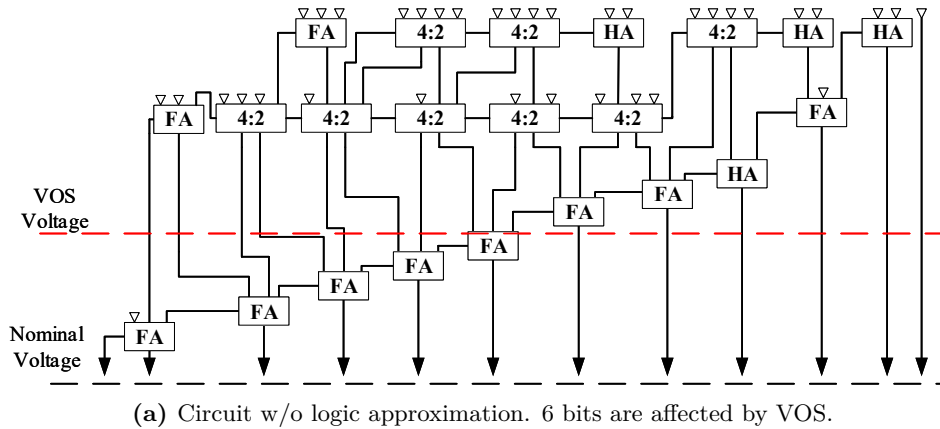 FA 4:2 4:2 HA 4:2 HA HA
FA 4:2 4:2 4:2 4:2 4:2 FA
HA
FA
FA
VOS
Voltage
FA
FA
FA
FA
Nominal
Voltage
FA
(a) Circuit w/o logic approximation. 6 bits are affected by VOS.